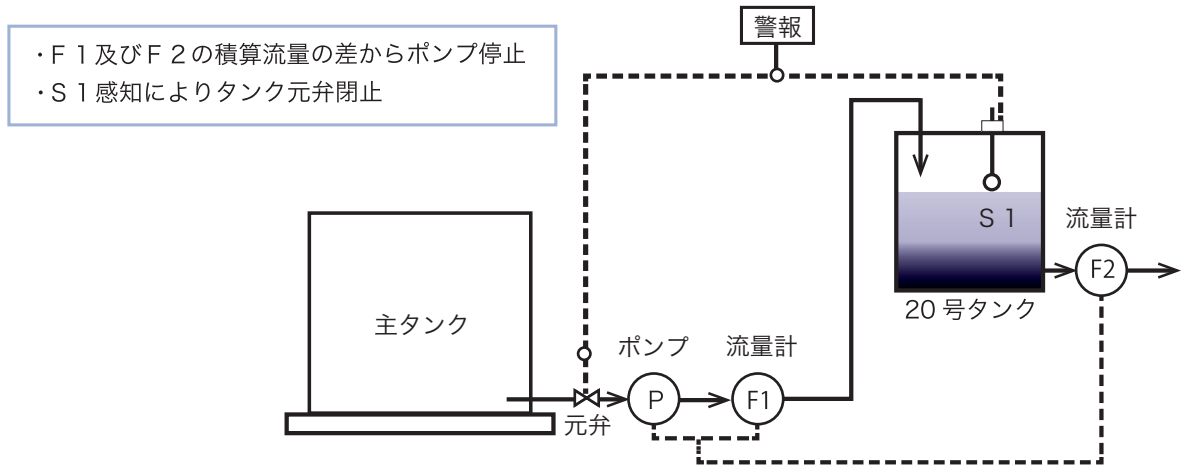 警報
・Ｆ１及びＦ２の積算流量の差からポンプ停止
・Ｓ１感知によりタンク元弁閉止
Ｓ１
流量計
F2
20号タンク
主タンク
ポンプ
流量計
P
F1
元弁